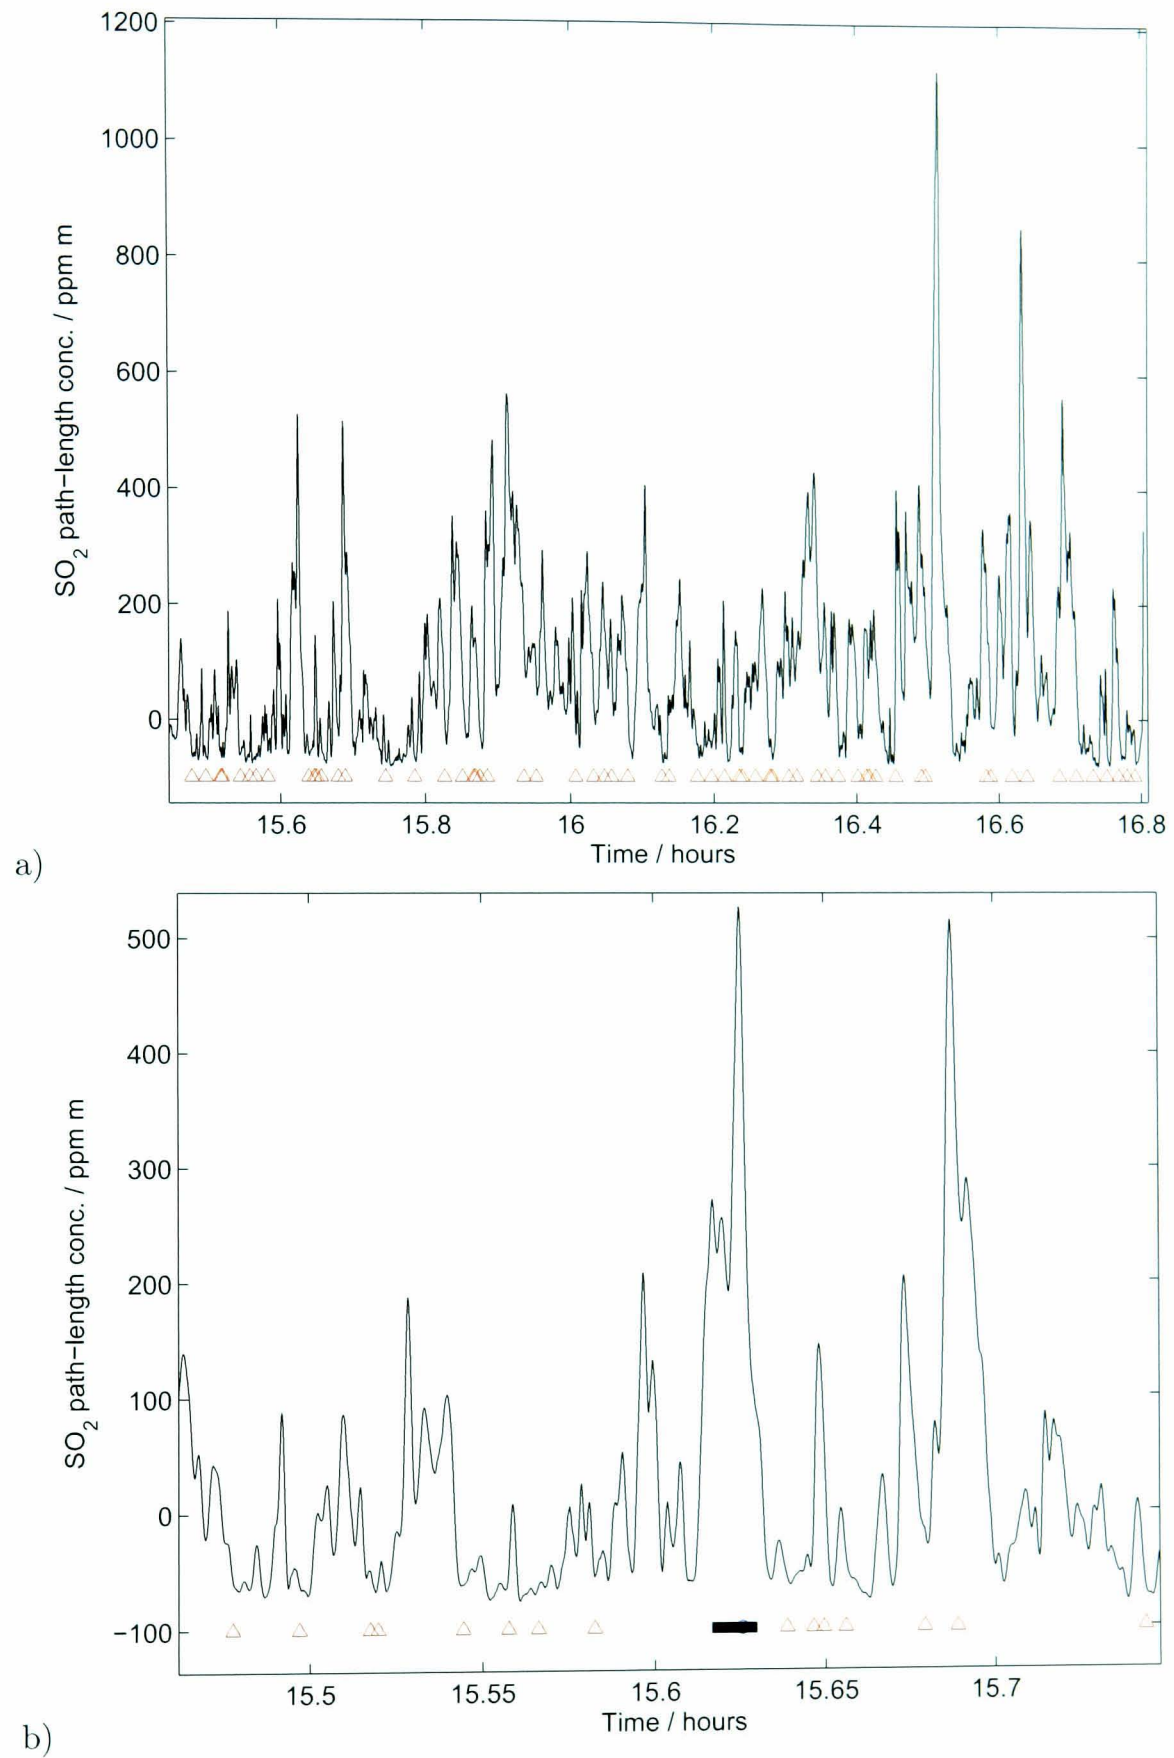 1200
1000
800
600
400
200
0
SO2 path-length conc. / ppm m
15.6 15.8 16 16.2 16.4 16.6 16.8
Time / hours
a)
500
400
300
200
100
0
−100
SO2 path-length conc. / ppm m
15.5 15.55 15.6 15.65 15.7
Time / hours
b)